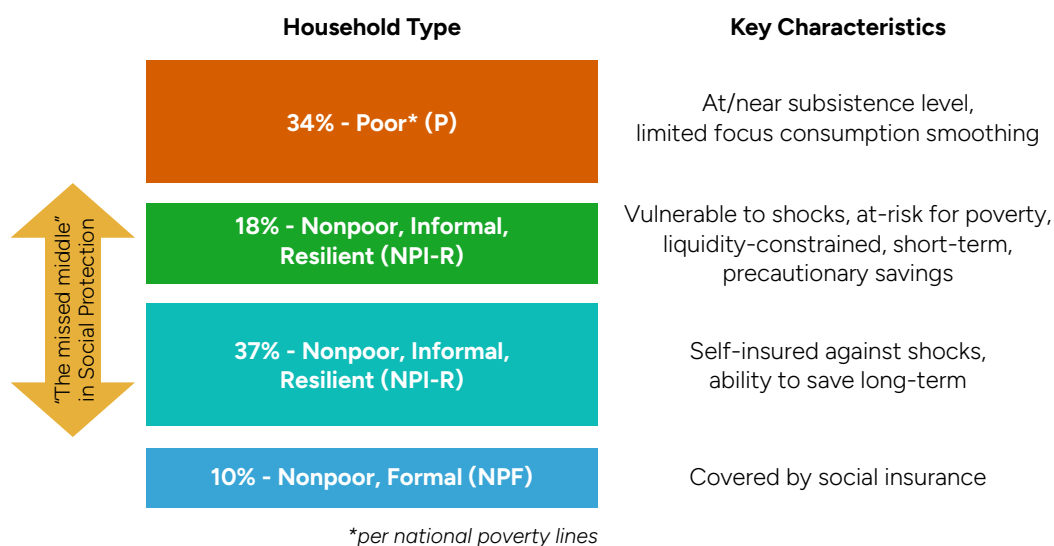 Household Type
Key Characteristics
34% - Poor* (P)
At/near subsistence level,
limited focus consumption smoothing
"The missed middle"
in Social Protection
18% - Nonpoor, Informal,
Resilient (NPI-R)
Vulnerable to shocks, at-risk for poverty,
liquidity-constrained, short-term,
precautionary savings
37% - Nonpoor, Informal,
Resilient (NPI-R)
Self-insured against shocks,
ability to save long-term
10% - Nonpoor, Formal (NPF)
Covered by social insurance
*per national poverty lines